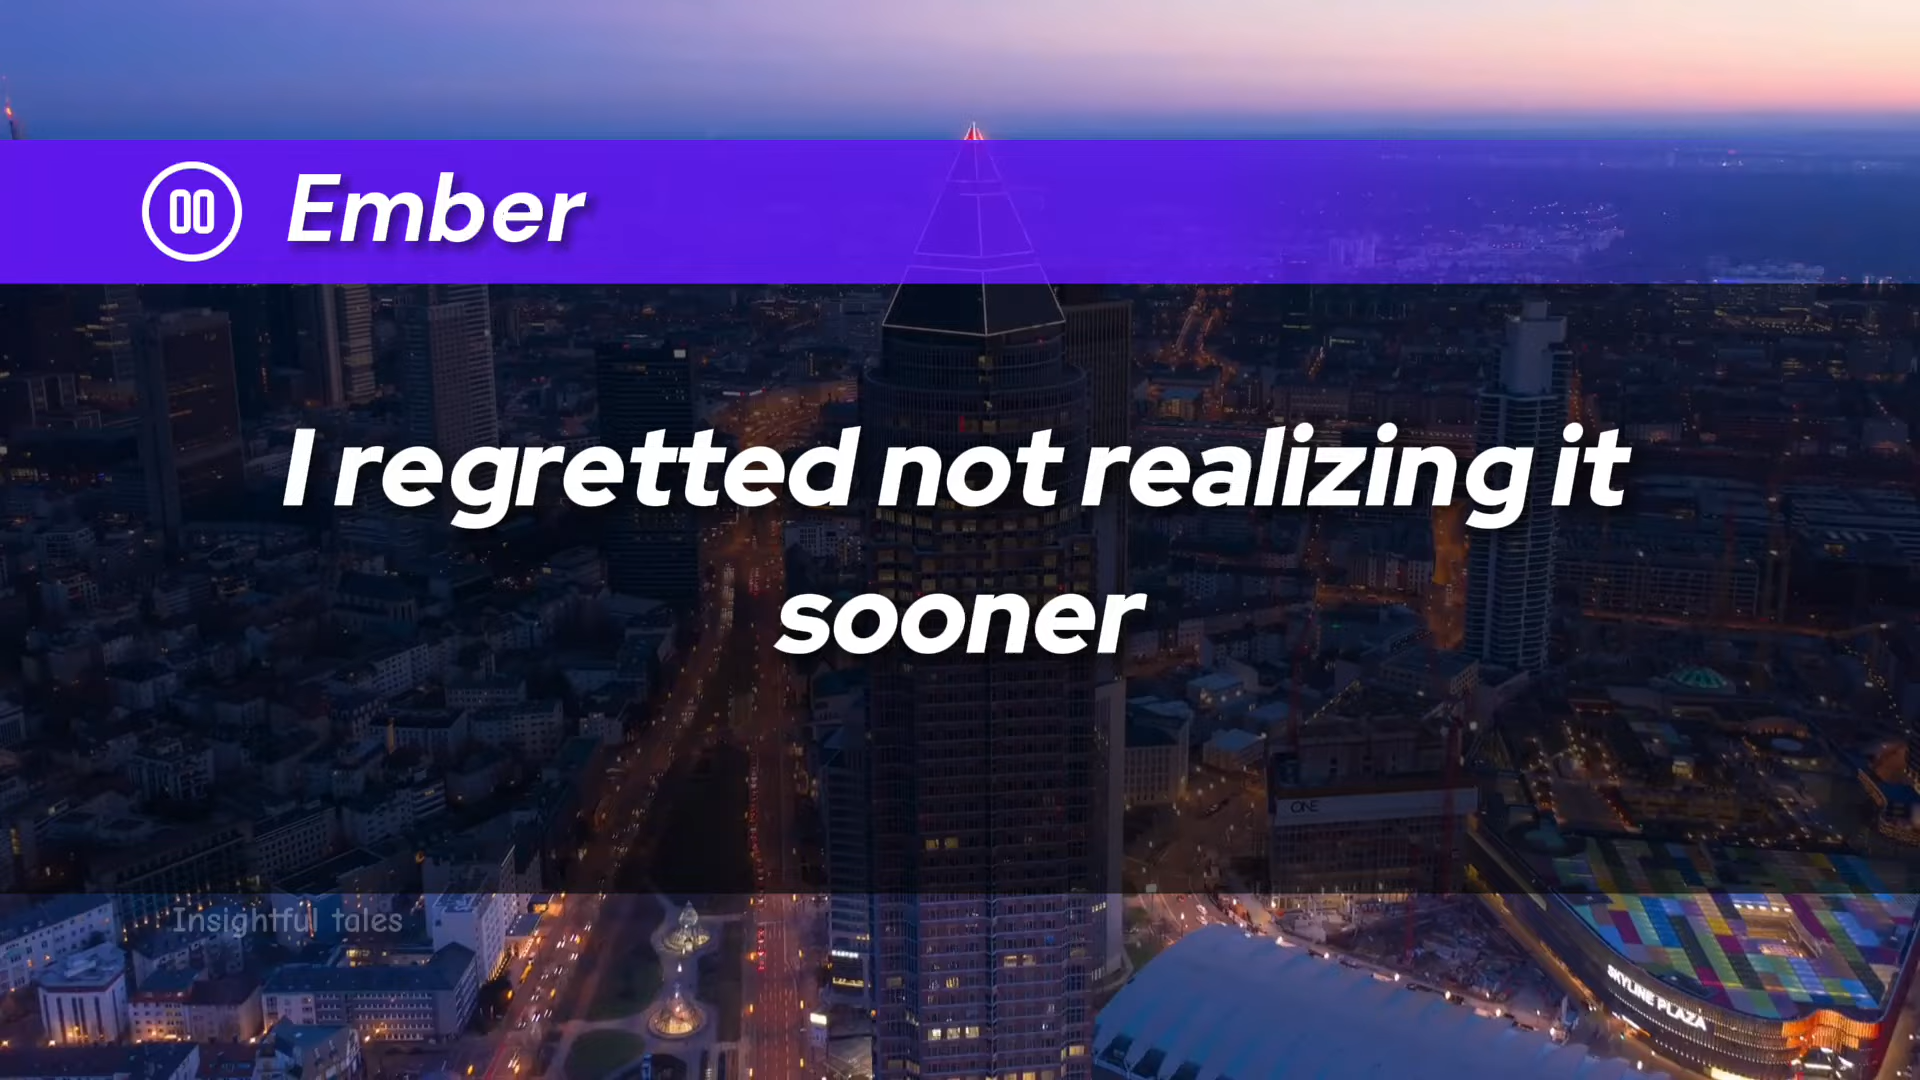 Ember
I regretted not realizing it
sooner
ONE
Insightful tales
SKYLINE PLAZA